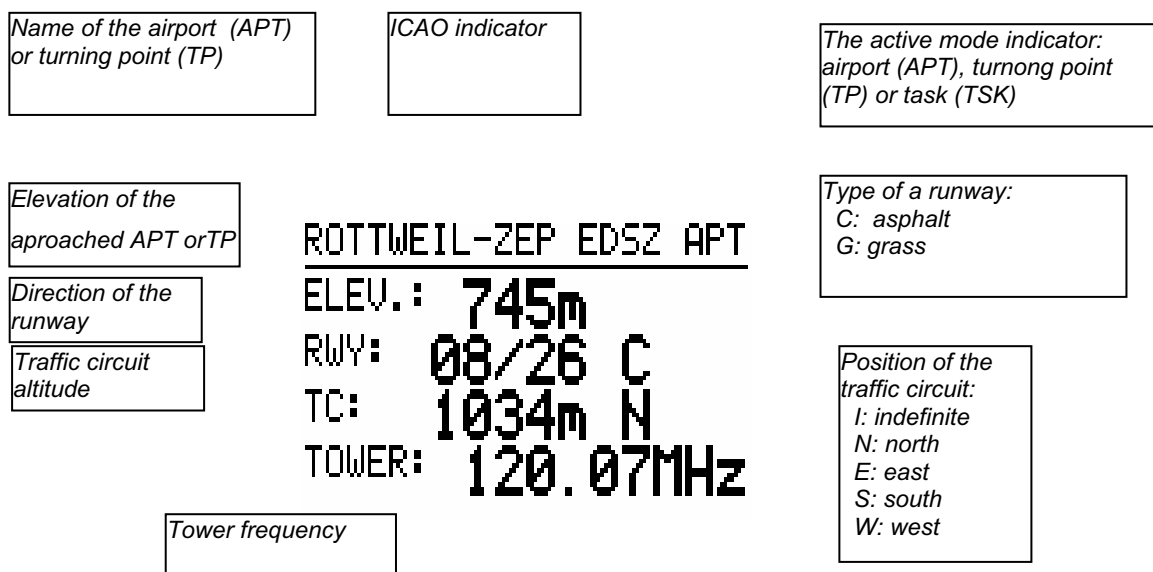 Name of the airport (APT)
or turning point (TP)
ICAO indicator
The active mode indicator:
airport (APT), turnong point
(TP) or task (TSK)
Elevation of the
aproached APT orTP
Direction of the
runway
Traffic circuit
altitude
Type of a runway:
C: asphalt
G: grass
ROTTWEIL-ZEP EDSZ APT
ELEV.: 745m
RWY: 08/26 C
TC: 1034m N
TOWER: 120.07MHz
Position of the
traffic circuit:
I: indefinite
N: north
E: east
S: south
W: west
Tower frequency